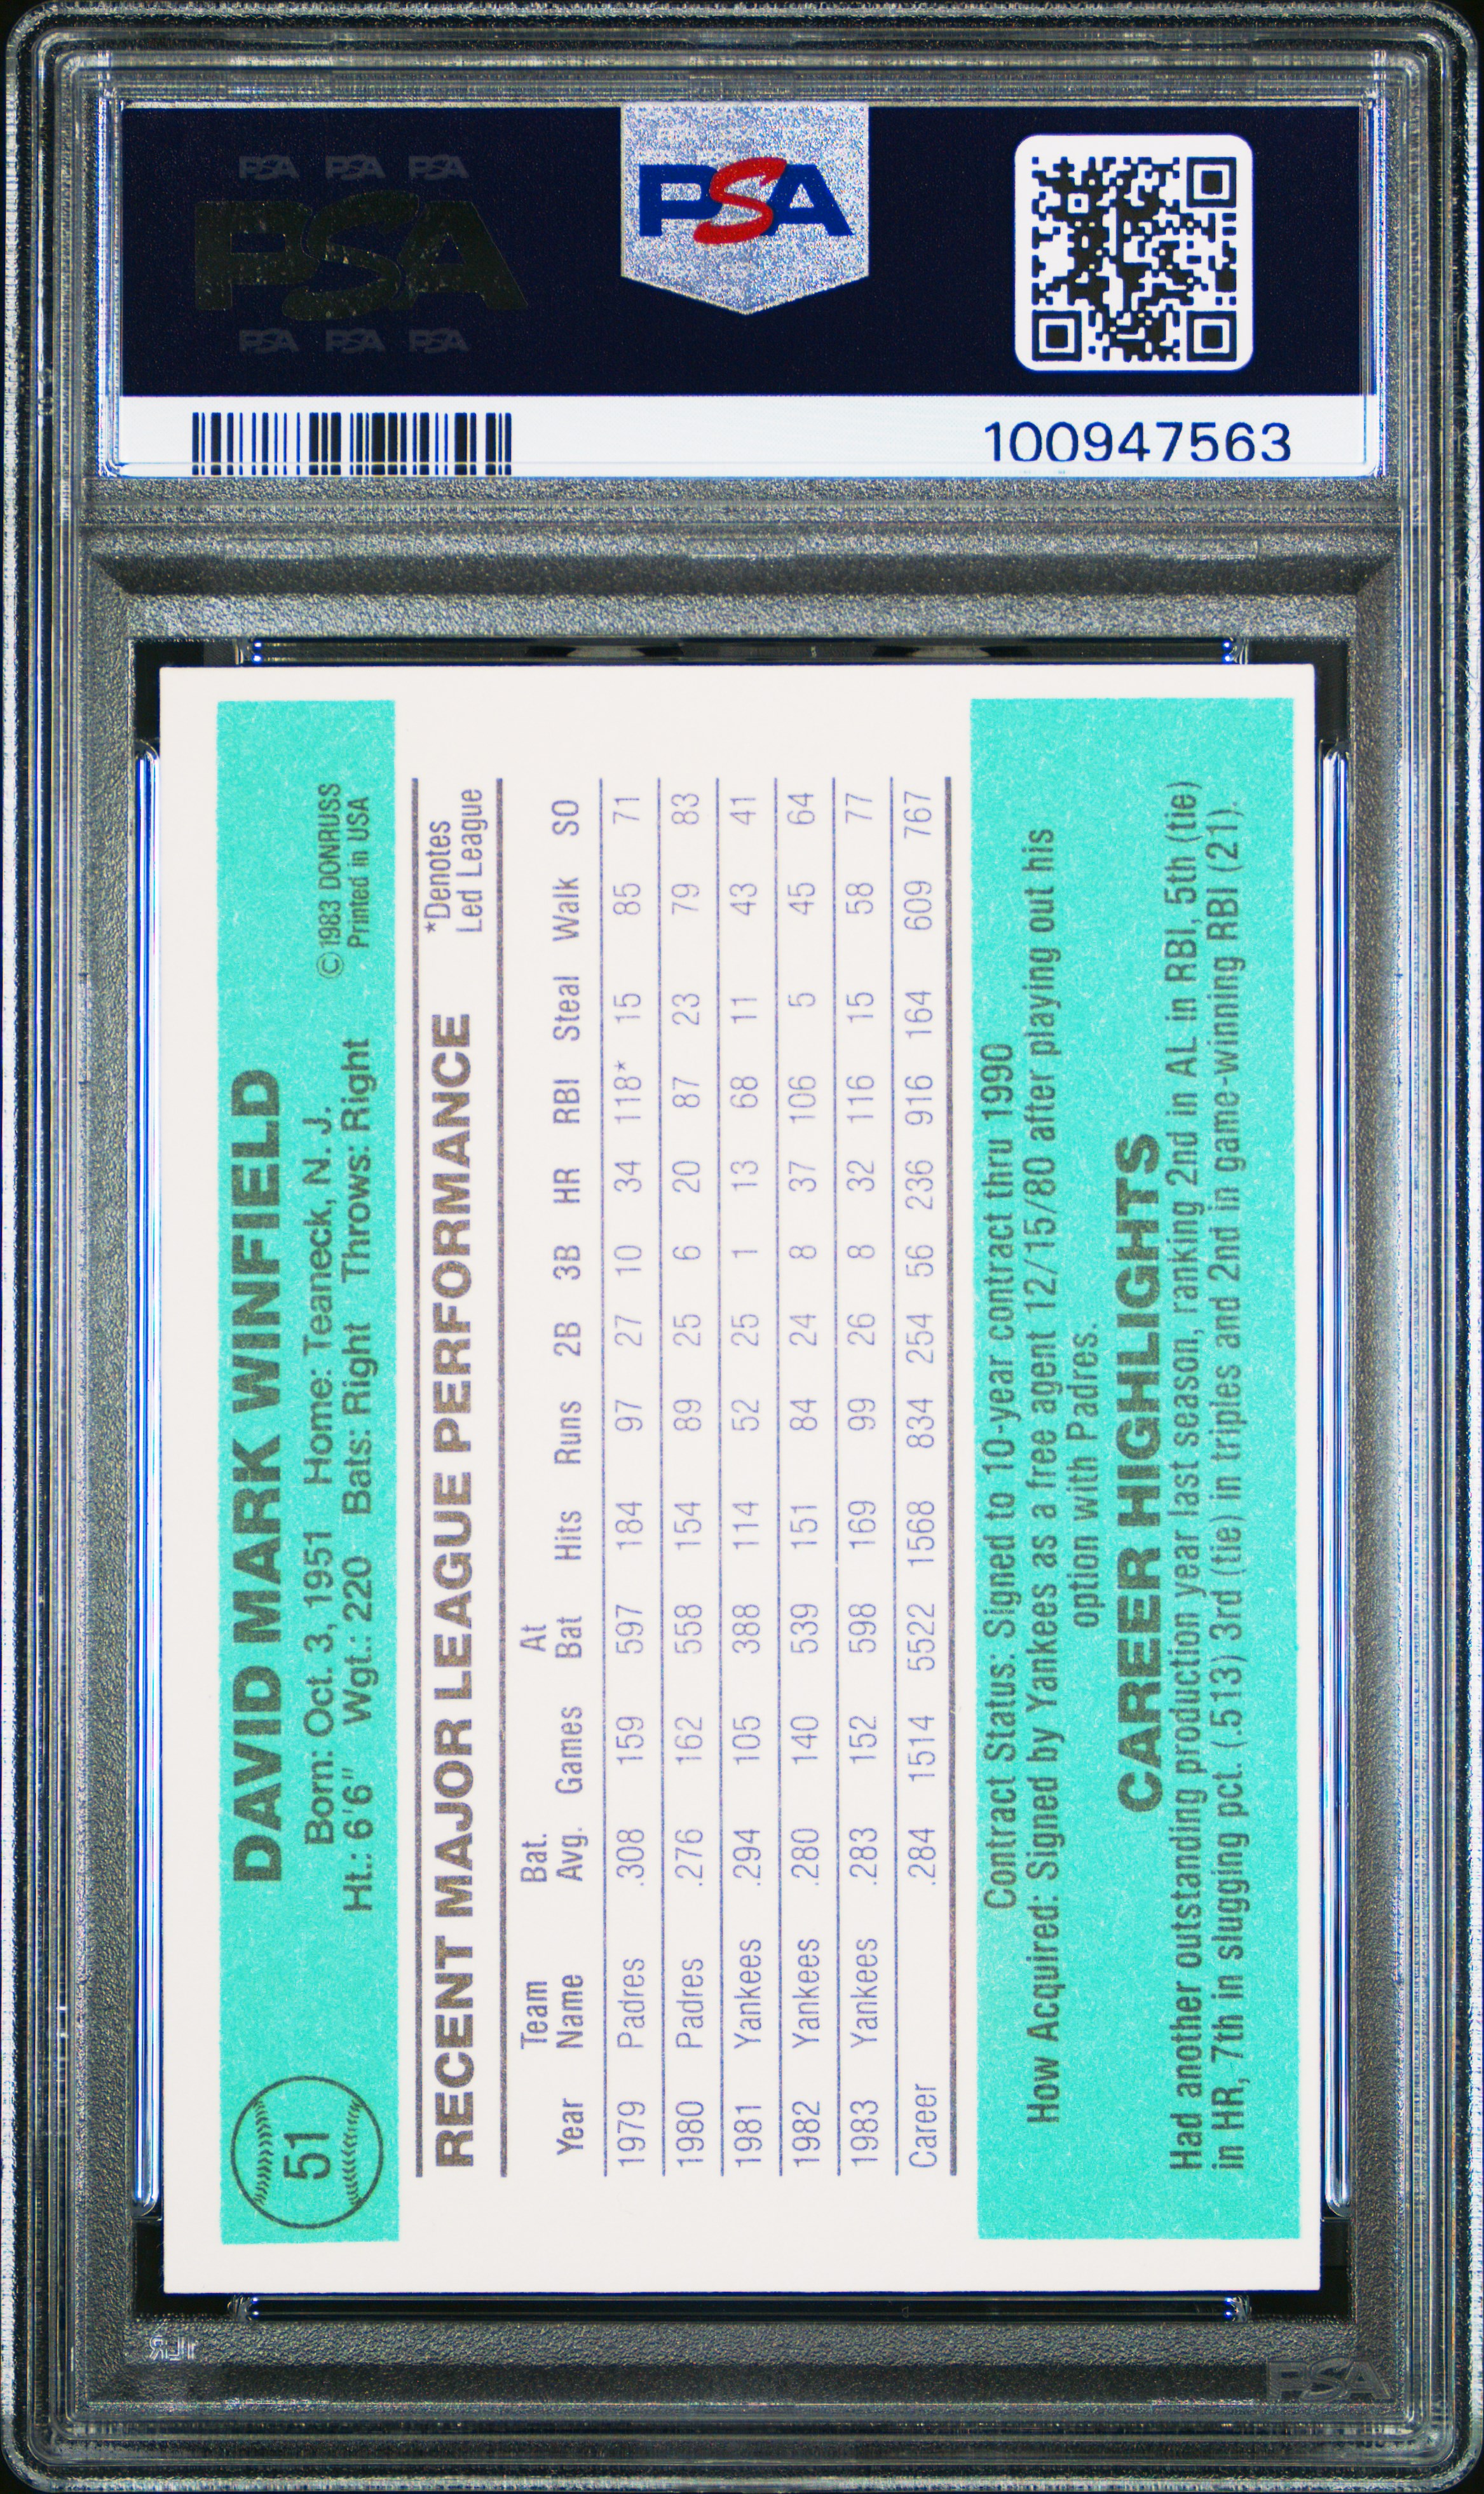 PSA PSA PSA
PSA
PSA PSA PSA
PSA
100947563
51
DAVID MARK WINFIELD
©1983 DONRUSS
Printed in USA
Born: Oct. 3, 1951 Home: Teaneck, N. J.
Ht.: 6'6" Wgt.: 220 Bats: Right Throws: Right
RECENT MAJOR LEAGUE PERFORMANCE
*Denotes
Led League
Team Bat. At
Year Name Avg. Games Bat Hits Runs 2B 3B HR RBI Steal Walk SO
1979 Padres .308 159 597 184 97 27 10 34 118* 15 85 71
1980 Padres .276 162 558 154 89 25 6 20 87 23 79 83
1981 Yankees .294 105 388 114 52 25 1 13 68 11 43 41
1982 Yankees .280 140 539 151 84 24 8 37 106 5 45 64
1983 Yankees .283 152 598 169 99 26 8 32 116 15 58 77
Career .284 1514 5522 1568 834 254 56 236 916 164 609 767
Contract Status: Signed to 10-year contract thru 1990
How Acquired: Signed by Yankees as a free agent 12/15/80 after playing out his
option with Padres.
CAREER HIGHLIGHTS
Had another outstanding production year last season, ranking 2nd in AL in RBI, 5th (tie)
in HR, 7th in slugging pct. (.513) 3rd (tie) in triples and 2nd in game-winning RBI (21).
PSA